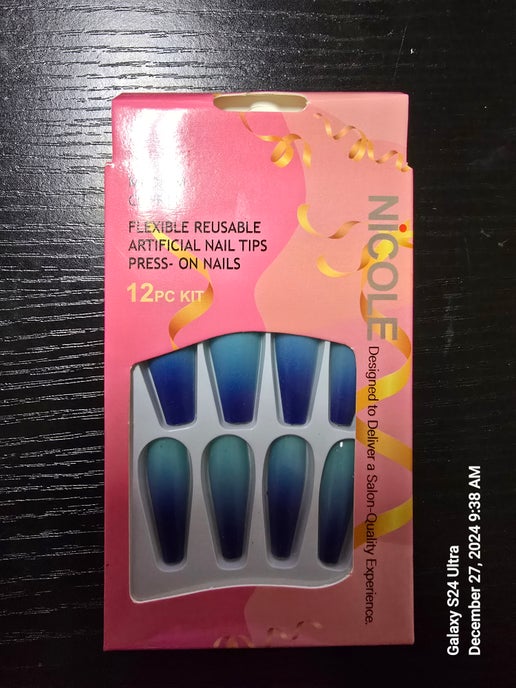 FLEXIBLE REUSABLE
ARTIFICIAL NAIL TIPS
PRESS- ON NAILS
12PC KIT
NICOLE
Designed to Deliver a Salon-Quality Experience.
Galaxy S24 Ultra
December 27, 2024 9:38 AM